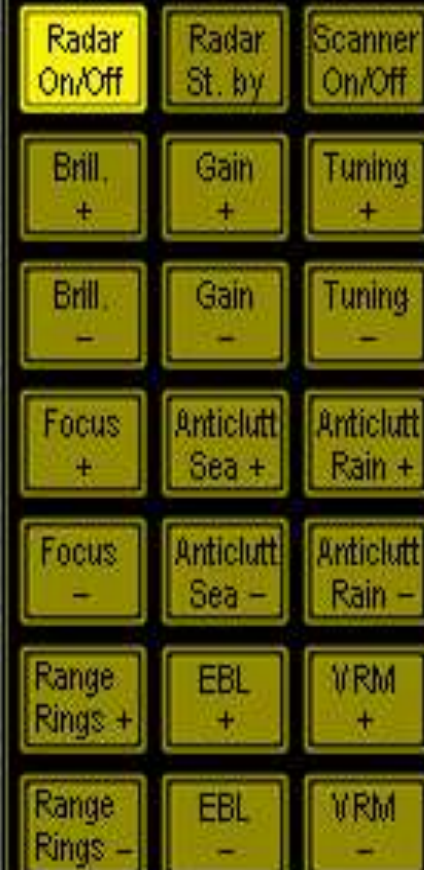 Radar
On/Off
Radar
St. by
Scanner
On/Off
Brill.
+
Gain
+
Tuning
+
Brill.
–
Gain
–
Tuning
–
Focus
+
Anticlutt
Sea +
Anticlutt
Rain +
Focus
–
Anticlutt
Sea –
Anticlutt
Rain –
Range
Rings +
EBL
+
VRM
+
Range
Rings –
EBL
–
VRM
–